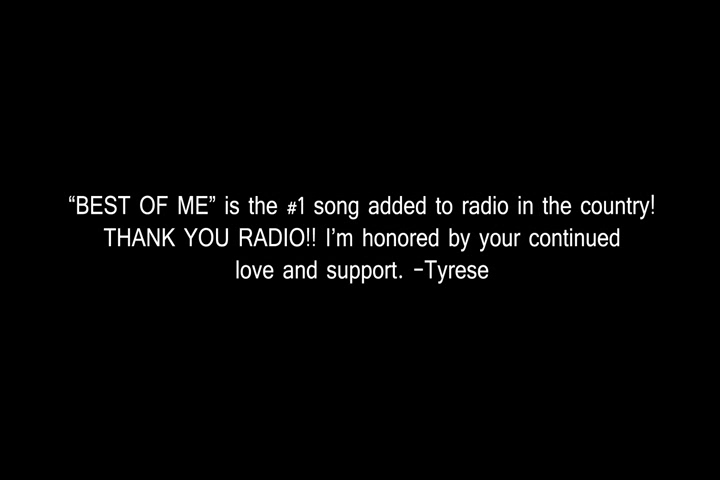 “BEST OF ME” is the #1 song added to radio in the country!
THANK YOU RADIO!! I’m honored by your continued
love and support. -Tyrese